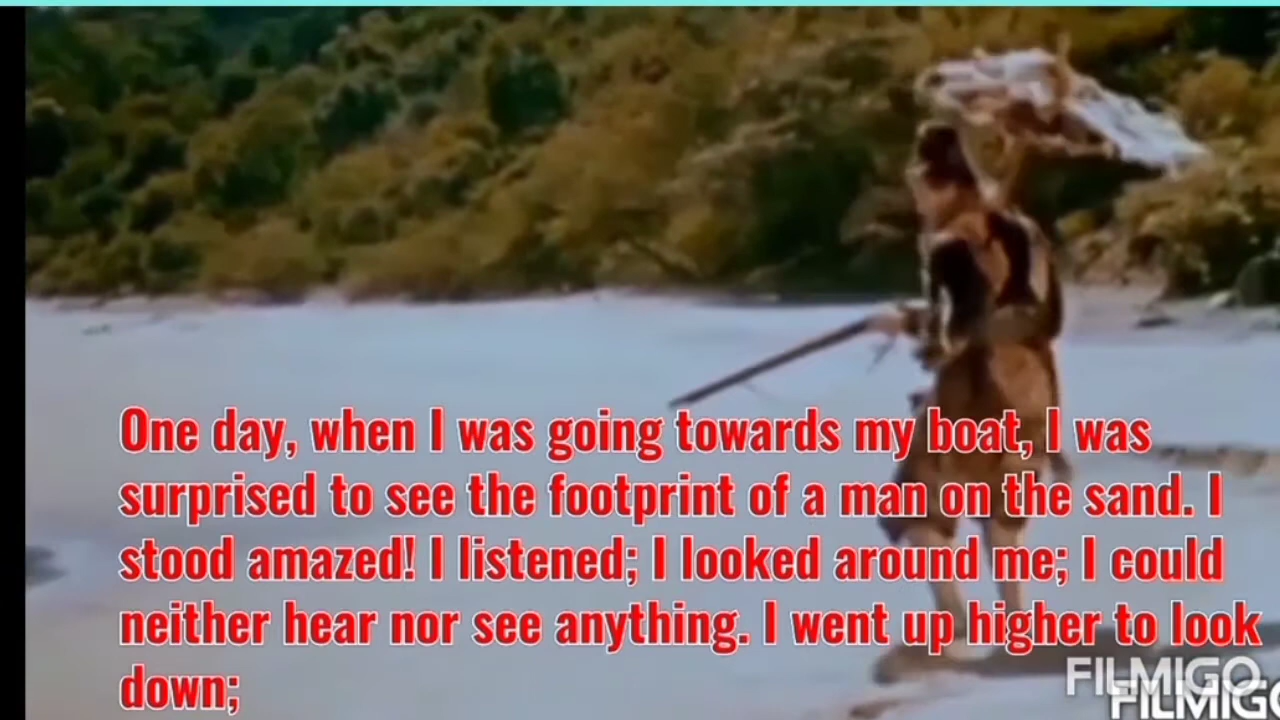 One day, when I was going towards my boat, I was
surprised to see the footprint of a man on the sand. I
stood amazed! I listened; I looked around me; I could
neither hear nor see anything. I went up higher to look
down;
FILMIGO
FILMIGO